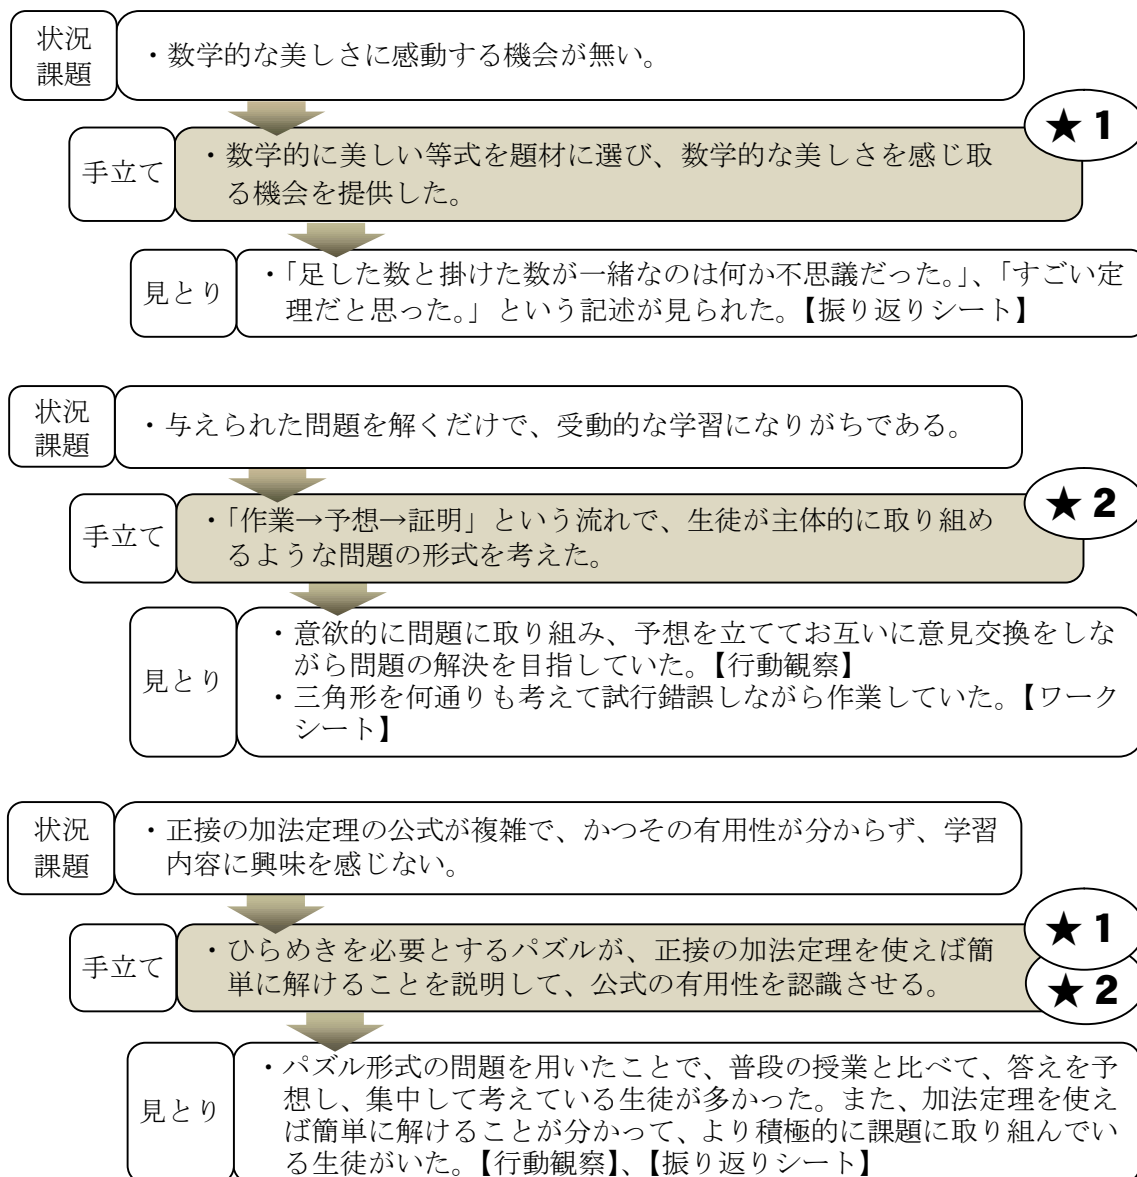 状況
課題
・数学的な美しさに感動する機会が無い。
★1
手立て
・数学的に美しい等式を題材に選び、数学的な美しさを感じ取
る機会を提供した。
見とり
・「足した数と掛けた数が一緒なのは何か不思議だった。」、「すごい定
理だと思った。」という記述が見られた。【振り返りシート】
状況
課題
・与えられた問題を解くだけで、受動的な学習になりがちである。
★2
手立て
・「作業→予想→証明」という流れで、生徒が主体的に取り組め
るような問題の形式を考えた。
見とり
・意欲的に問題に取り組み、予想を立ててお互いに意見交換をしな
がら問題の解決を目指していた。【行動観察】
・三角形を何通りも考えて試行錯誤しながら作業していた。【ワーク
シート】
状況
課題
・正接の加法定理の公式が複雑で、かつその有用性が分からず、学習
内容に興味を感じない。
★1
★2
手立て
・ひらめきを必要とするパズルが、正接の加法定理を使えば簡
単に解けることを説明して、公式の有用性を認識させる。
見とり
・パズル形式の問題を用いたことで、普段の授業と比べて、答えを予
想し、集中して考えている生徒が多かった。また、加法定理を使え
ば簡単に解けることが分かって、より積極的に課題に取り組んでい
る生徒がいた。【行動観察】、【振り返りシート】